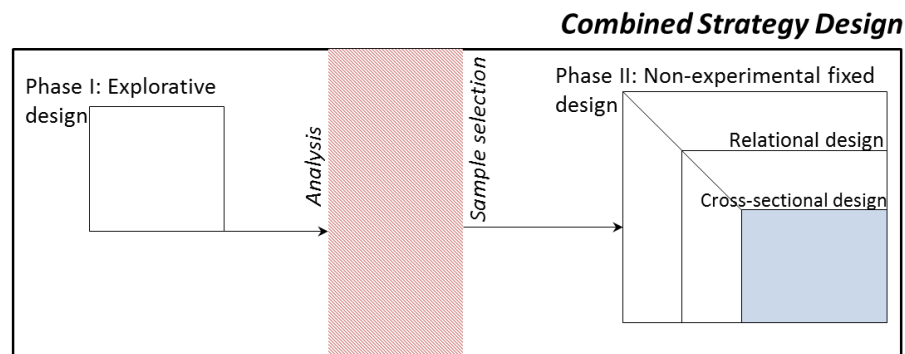 Combined Strategy Design
Phase I: Explorative
design
Analysis
Sample selection
Phase II: Non-experimental fixed
design
Relational design
Cross-sectional design